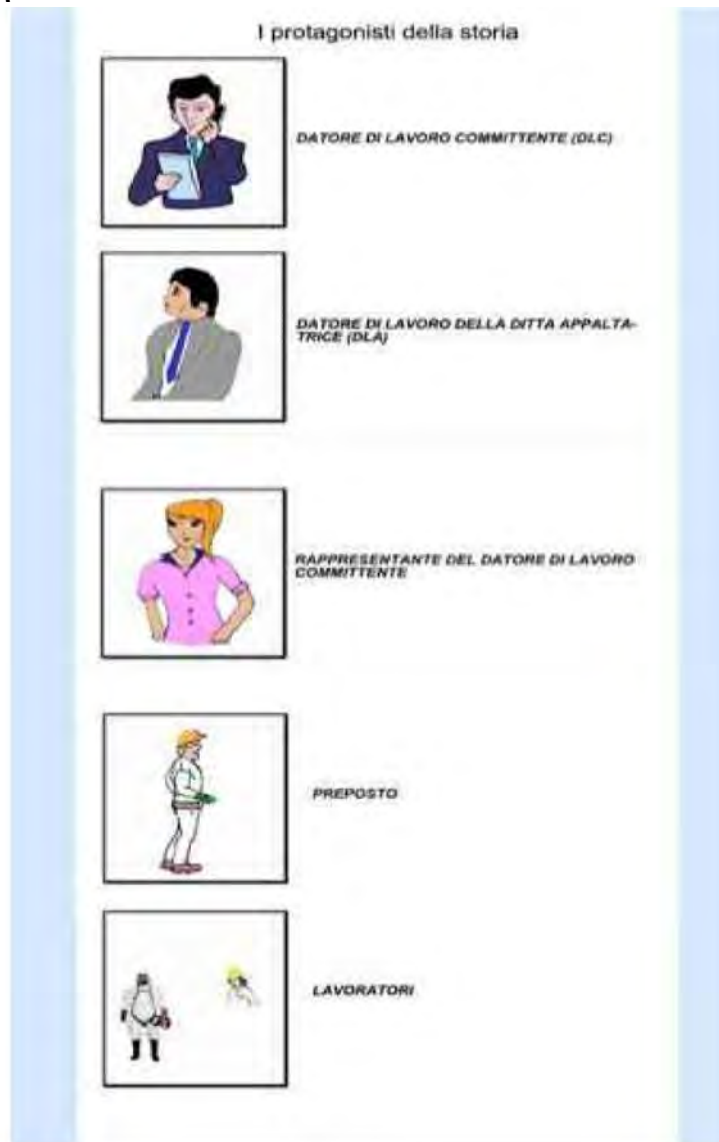 I protagonisti della storia
DATORE DI LAVORO COMMITTENTE (DLC)
DATORE DI LAVORO DELLA DITTA APPALTA-
TRICE (DLA)
RAPPRESENTANTE DEL DATORE DI LAVORO
COMMITTENTE
PREPOSTO
LAVORATORI